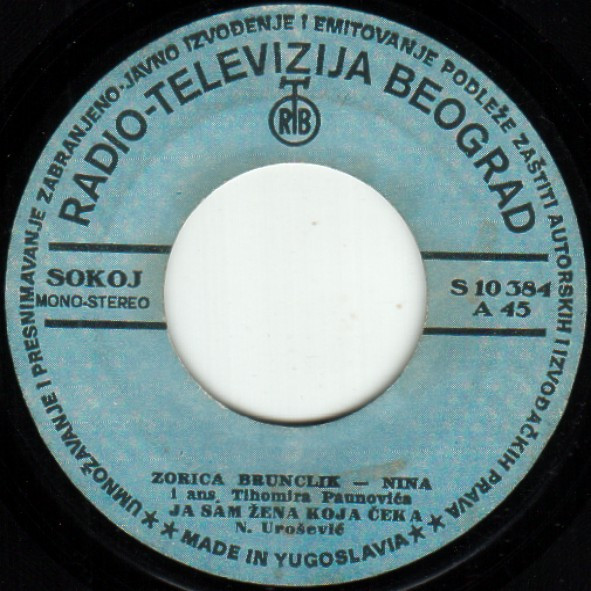 UMNOŽAVANJE I PRESNIMAVANJE ZABRANJENO·JAVNO IZVOĐENJE I EMITOVANJE PODLEŽE ZAŠTITI AUTORSKIH I IZVOĐAČKIH PRAVA
RADIO-TELEVIZIJA BEOGRAD
RTB
SOKOJ
MONO-STEREO
S 10 384
A 45
ZORICA BRUNCLIK — NINA
i ans. Tihomira Paunovića
JA SAM ŽENA KOJA ČEKA
N. Urošević
★★ MADE IN YUGOSLAVIA ★★